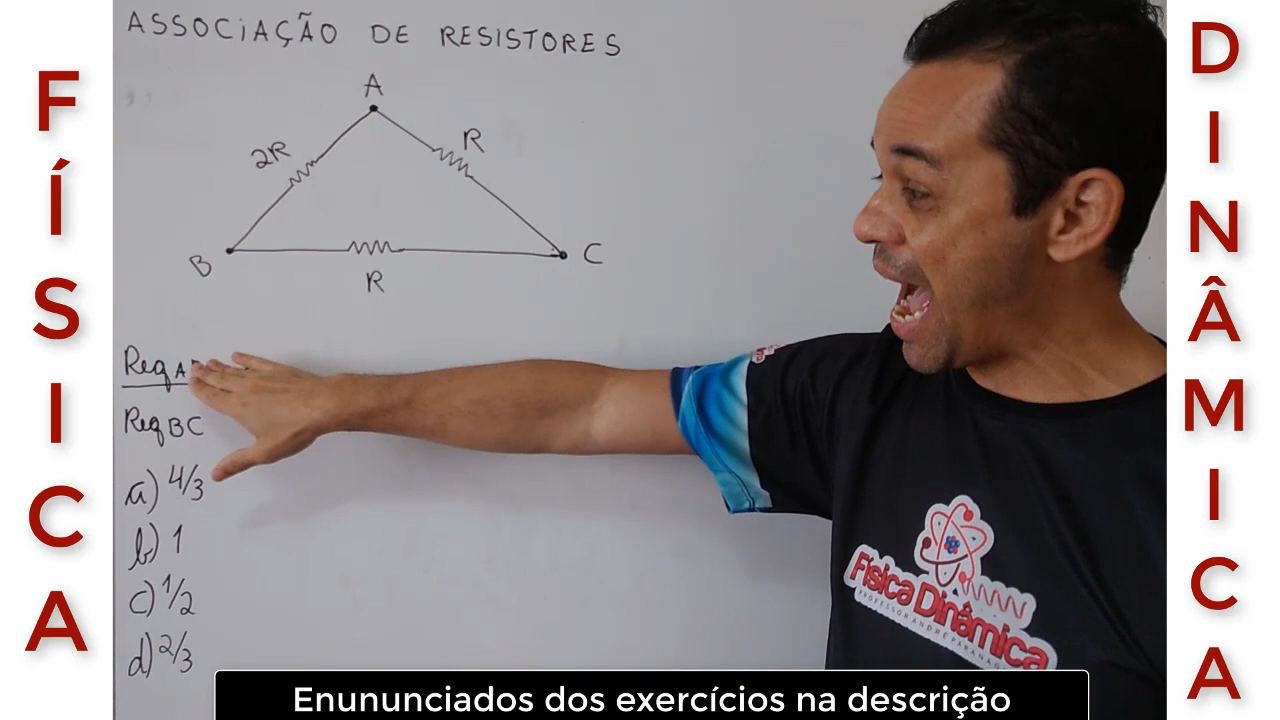 FÍSICA
ASSOCIAÇÃO DE RESISTORES
A
2R
R
B
C
R
Req
Req BC
a) 4/3
b) 1
c) 1/2
d) 2/3
Física Dinâmica
DINÂMICA
Enununciados dos exercícios na descrição